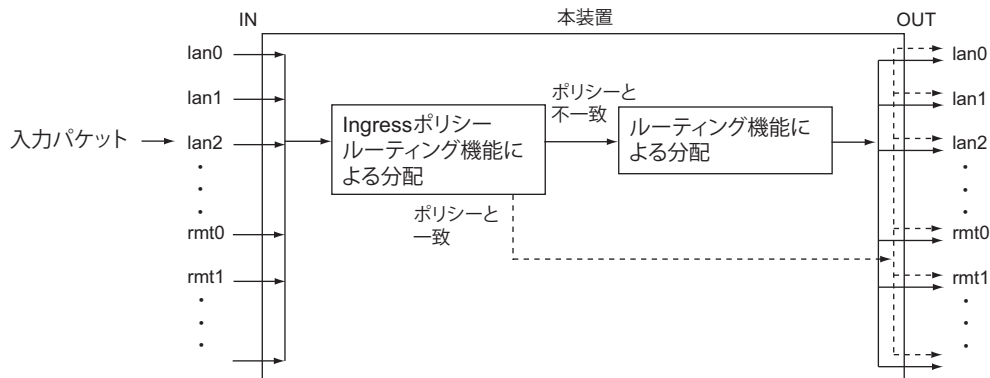 IN
本装置
OUT
lan0
lan1
入力パケット
lan2
・
・
・
rmt0
rmt1
・
・
・
Ingressポリシー
ルーティング機能に
よる分配
ポリシーと
不一致
ルーティング機能に
よる分配
ポリシーと
一致
lan0
lan1
lan2
・
・
・
rmt0
rmt1
・
・
・